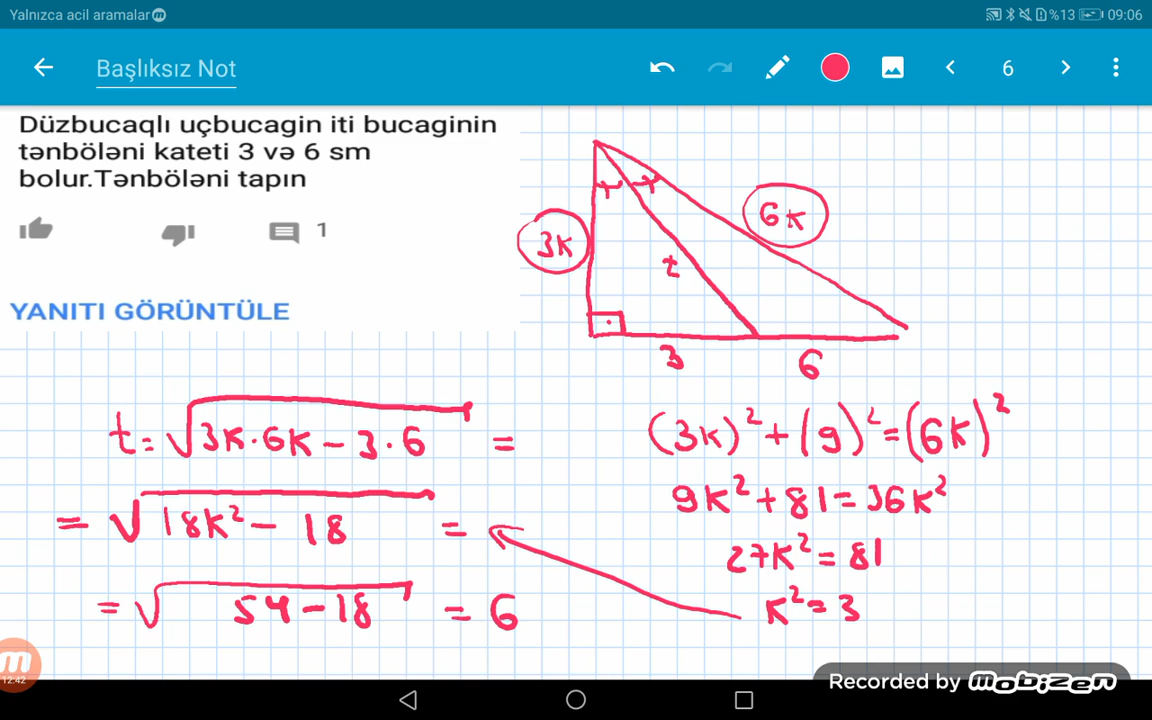 Yalnızca acil aramalar
%13 09:06
Başlıksız Not
6
Düzbucaqlı uçbucagin iti bucaginin
tənböləni kateti 3 və 6 sm
bolur.Tənböləni tapın
1
YANITI GÖRÜNTÜLE
x x
3K
6K
t
3
6
t=√(3K·6K-3·6) =
=√(18K²-18) =
=√(54-18) = 6
(3K)²+(9)²=(6K)²
9K²+81=36K²
27K²=81
K²=3
12:42
Recorded by mobizen